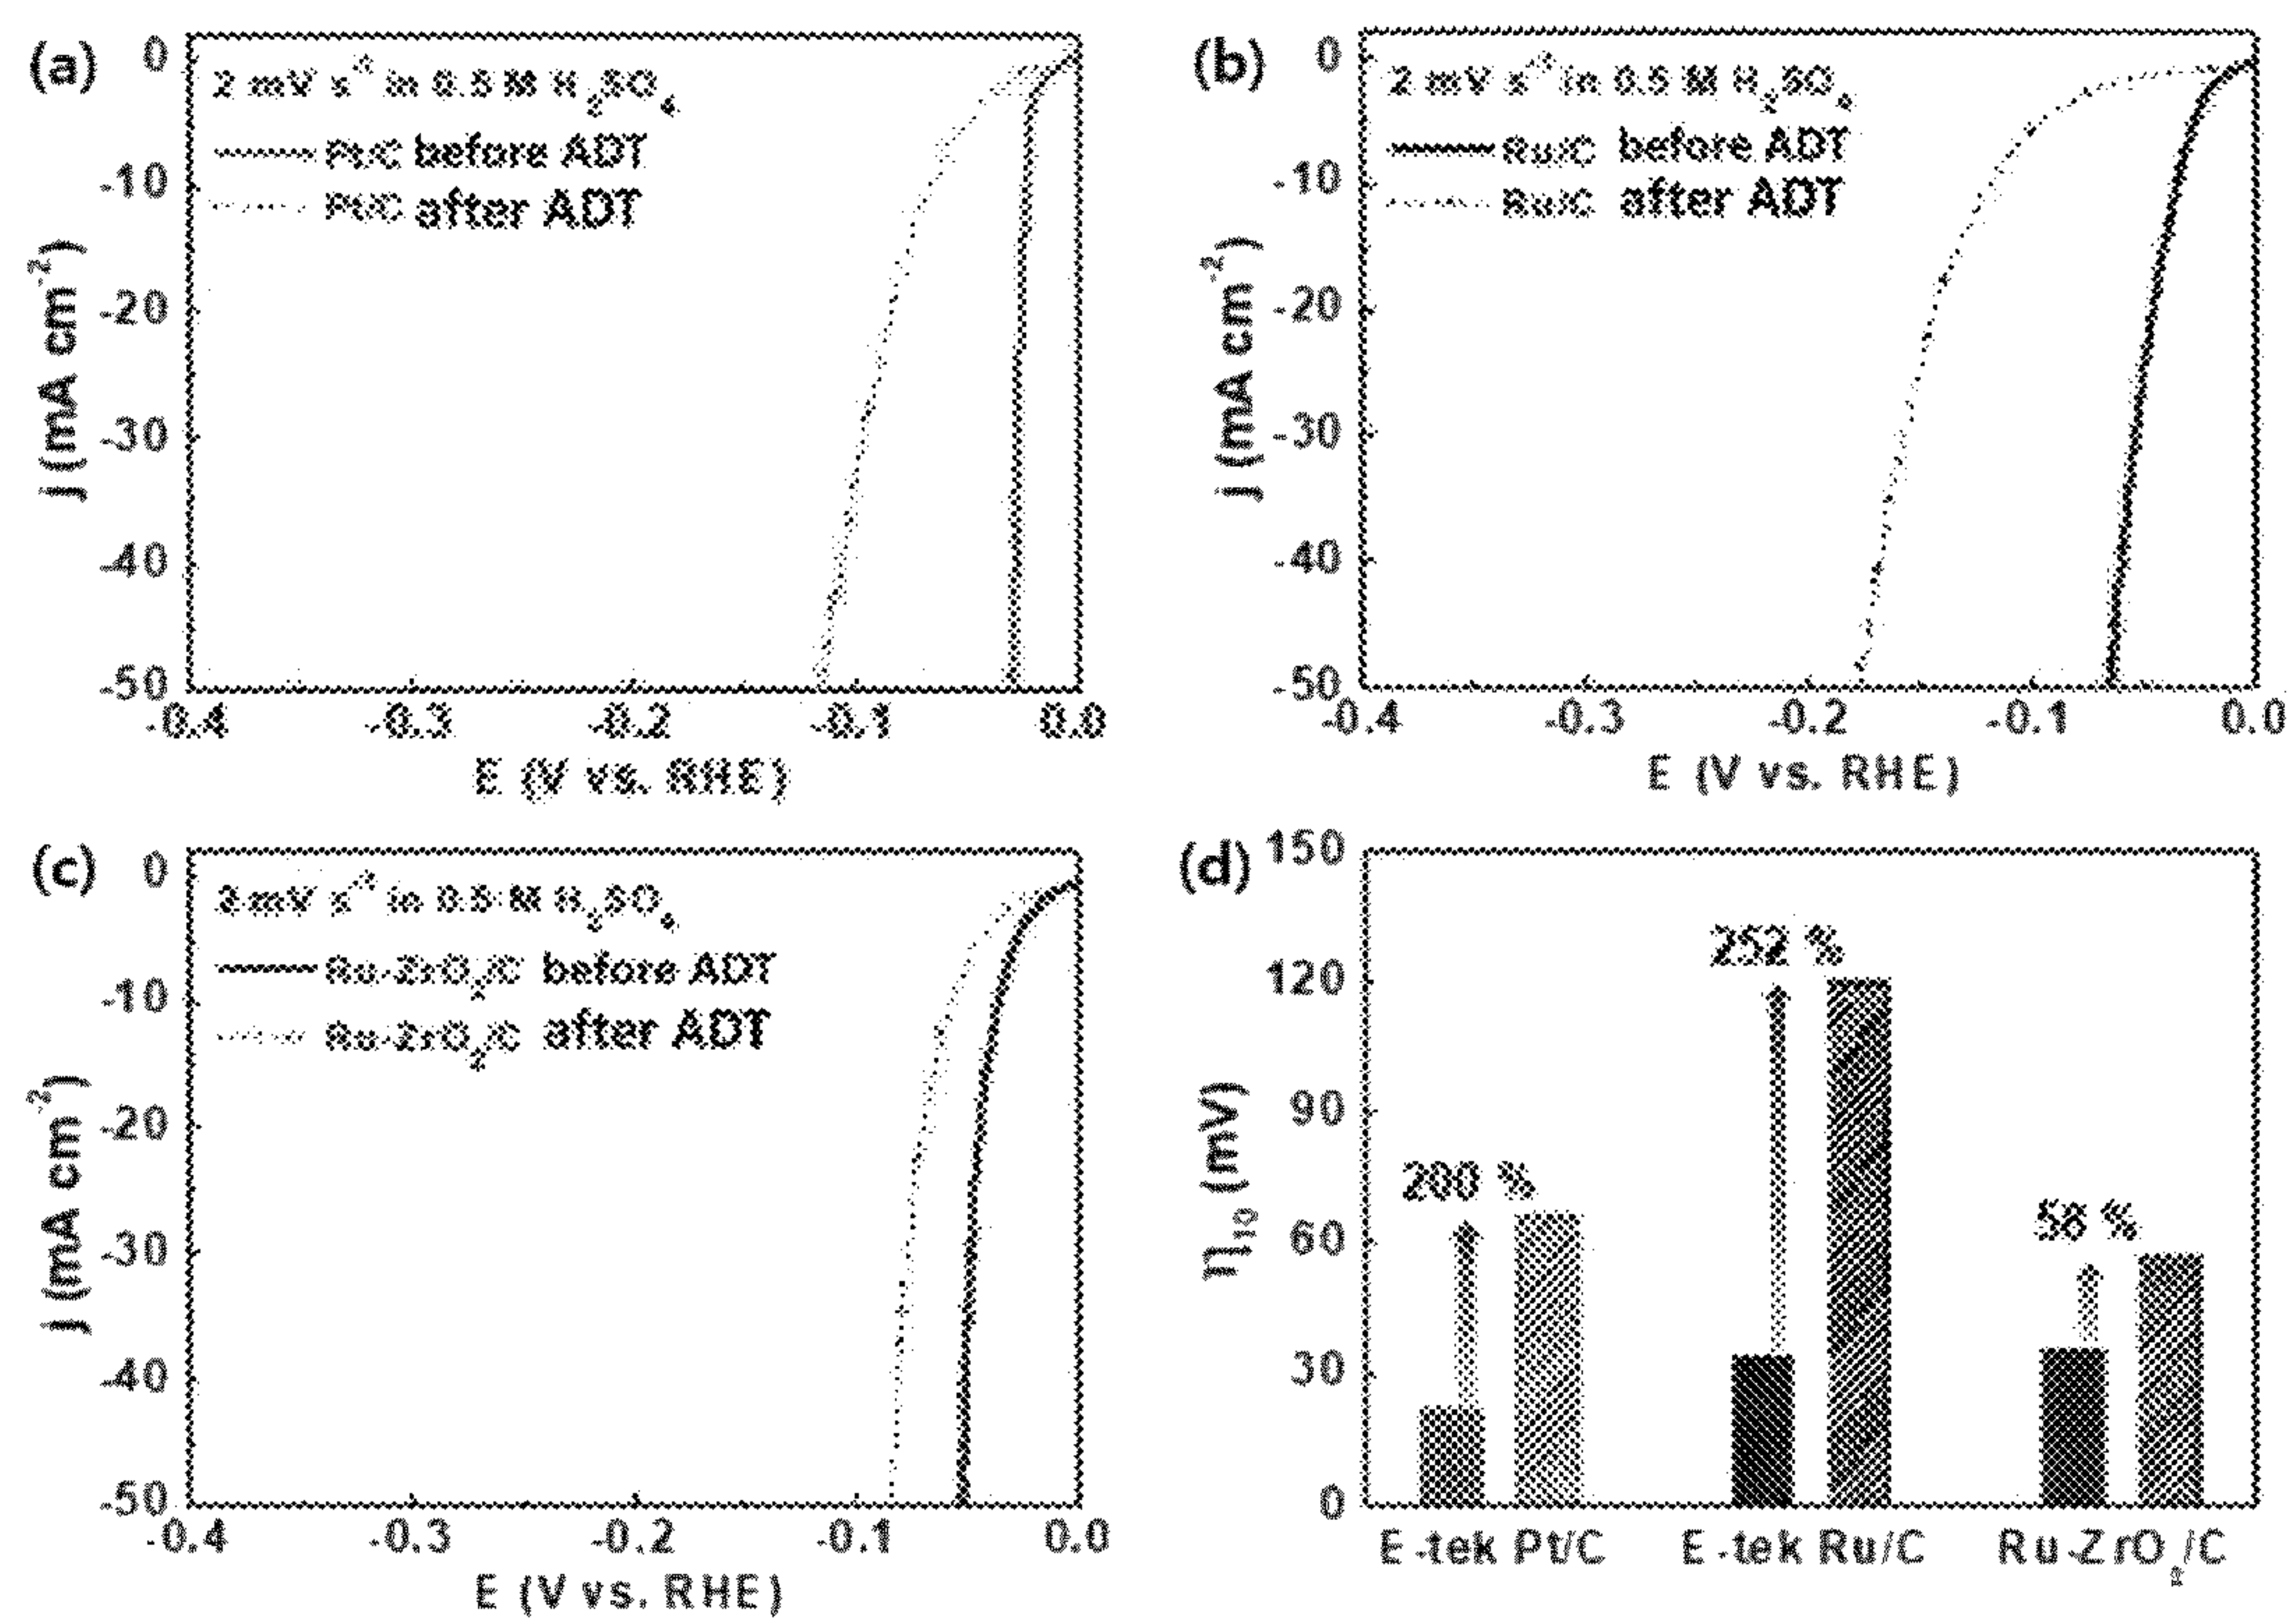 (a)
2 mV s⁻¹ in 0.5 M H₂SO₄
Pt/C before ADT
Pt/C after ADT
0
-10
-20
-30
-40
-50
j (mA cm⁻²)
-0.4 -0.3 -0.2 -0.1 0.0
E (V vs. RHE)
(b)
2 mV s⁻¹ in 0.5 M H₂SO₄
Ru/C before ADT
Ru/C after ADT
0
-10
-20
-30
-40
-50
j (mA cm⁻²)
-0.4 -0.3 -0.2 -0.1 0.0
E (V vs. RHE)
(c)
2 mV s⁻¹ in 0.5 M H₂SO₄
Ru-ZrO₂/C before ADT
Ru-ZrO₂/C after ADT
0
-10
-20
-30
-40
-50
j (mA cm⁻²)
-0.4 -0.3 -0.2 -0.1 0.0
E (V vs. RHE)
(d)
150
120
90
60
30
0
η₁₀ (mV)
200 %
252 %
58 %
E-tek Pt/C E-tek Ru/C Ru-ZrO₂/C